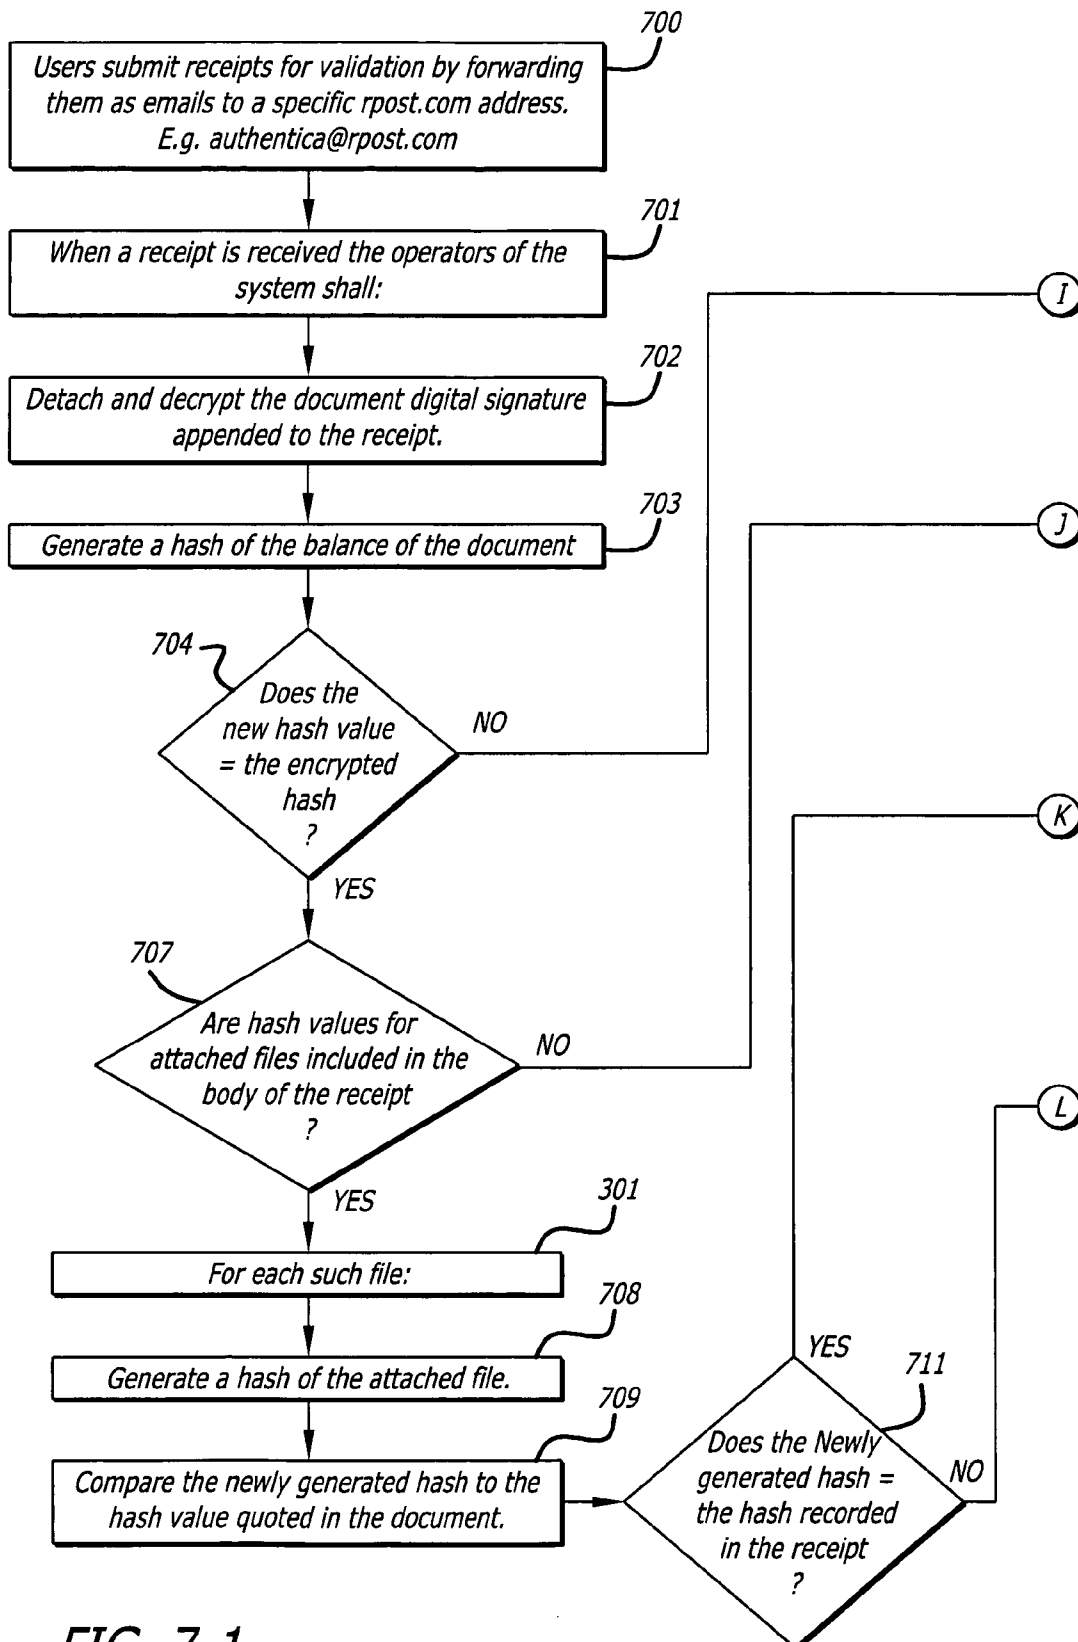 700
Users submit receipts for validation by forwarding
them as emails to a specific rpost.com address.
E.g. authentica@rpost.com
701
When a receipt is received the operators of the
system shall:
I
702
Detach and decrypt the document digital signature
appended to the receipt.
703
Generate a hash of the balance of the document
J
704
Does the
new hash value
= the encrypted
hash
?
NO
YES
K
707
Are hash values for
attached files included in the
body of the receipt
?
NO
YES
L
301
For each such file:
708
Generate a hash of the attached file.
709
Compare the newly generated hash to the
hash value quoted in the document.
YES
711
Does the Newly
generated hash =
the hash recorded
in the receipt
?
NO
FIG. 7-1